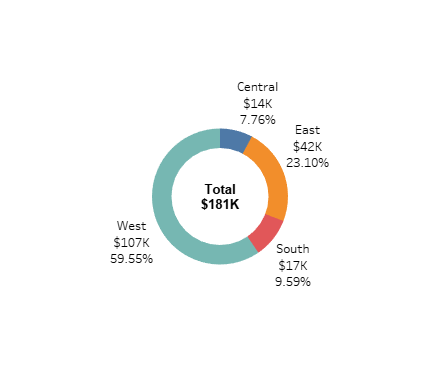 Central
$14K
7.76%
East
$42K
23.10%
Total
$181K
West
$107K
59.55%
South
$17K
9.59%